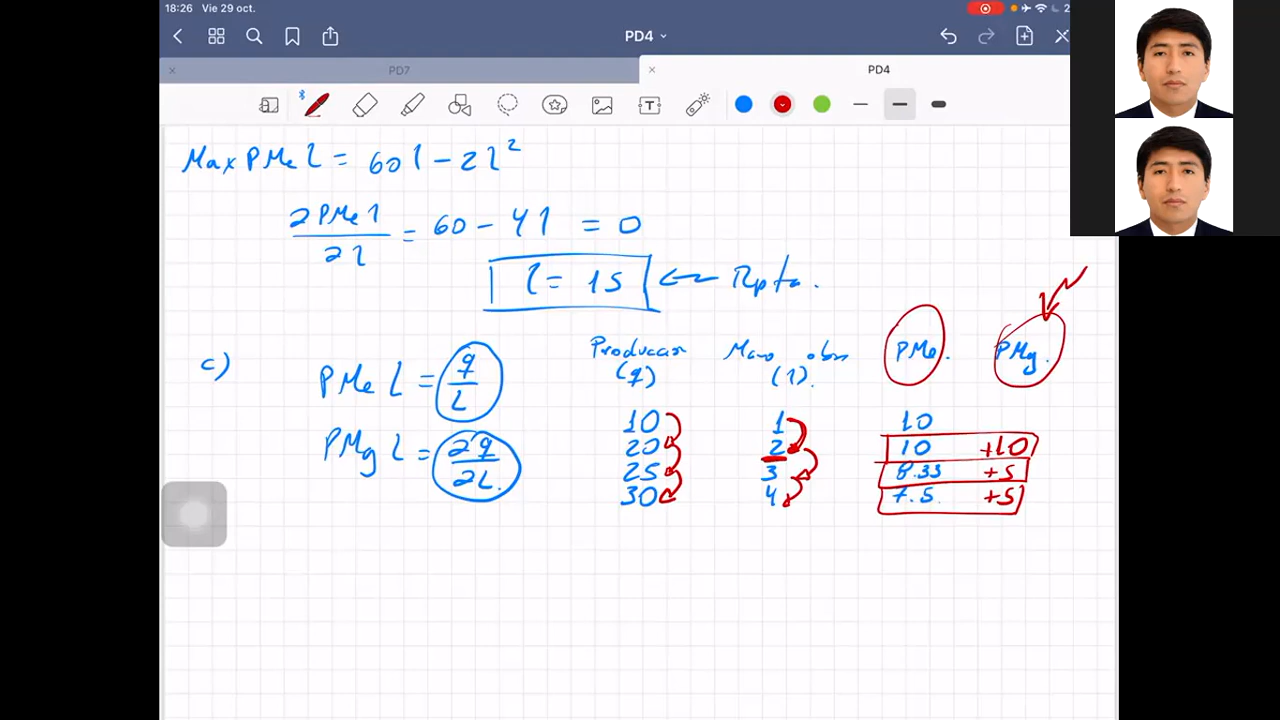 18:26 Vie 29 oct.
PD4
PD7
PD4
Max PMe l = 60l - 2l²
∂PMe l / ∂l = 60 - 4l = 0
l = 15 ← Rpta.
c)
PMe L = q / L
PMg L = ∂q / ∂L
Produccion (q) Mano obra (l). PMe. PMg.
10 1 10
20 2 10 +10
25 3 8.33 +5
30 4 7.5 +5